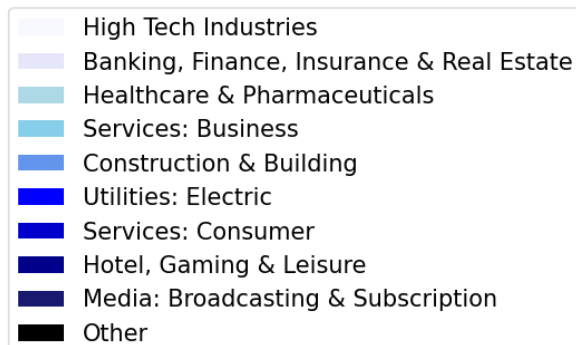 High Tech Industries
Banking, Finance, Insurance & Real Estate
Healthcare & Pharmaceuticals
Services: Business
Construction & Building
Utilities: Electric
Services: Consumer
Hotel, Gaming & Leisure
Media: Broadcasting & Subscription
Other